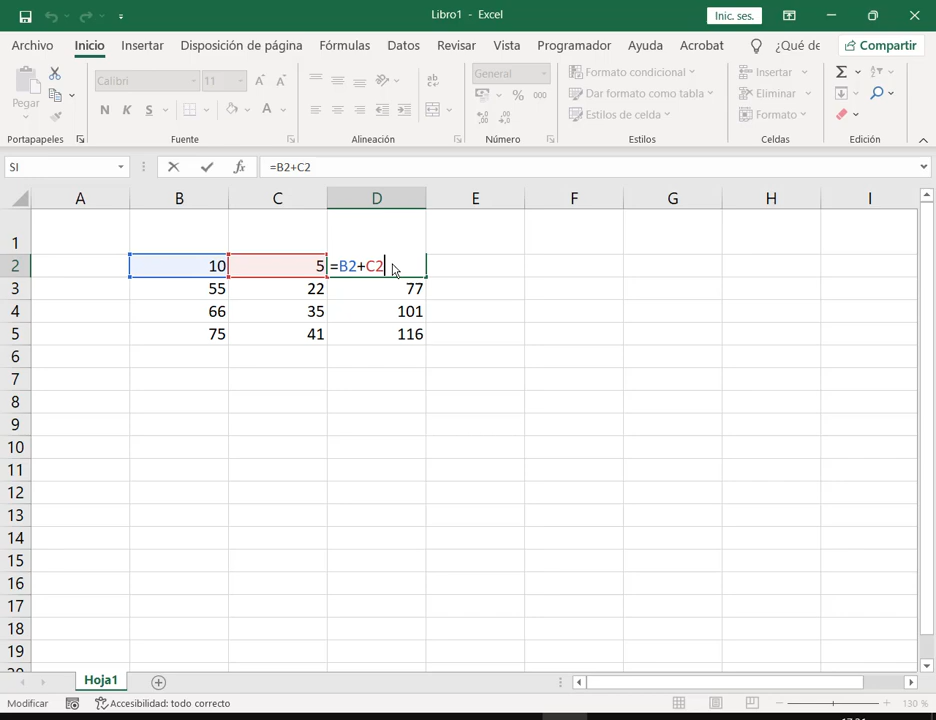 Libro1 - Excel
Inic. ses.
Archivo Inicio Insertar Disposición de página Fórmulas Datos Revisar Vista Programador Ayuda Acrobat ¿Qué de Compartir
Pegar
Calibri 11 A A
General
Formato condicional
Insertar
Σ
N K S A
ab c
% 000
Dar formato como tabla
Eliminar
Estilos de celda
Formato
Portapapeles Fuente Alineación Número Estilos Celdas Edición
SI fx =B2+C2
A B C D E F G H I
1
2 10 5 =B2+C2
3 55 22 77
4 66 35 101
5 75 41 116
6
7
8
9
10
11
12
13
14
15
16
17
18
19
Hoja1
Modificar Accesibilidad: todo correcto 130 %